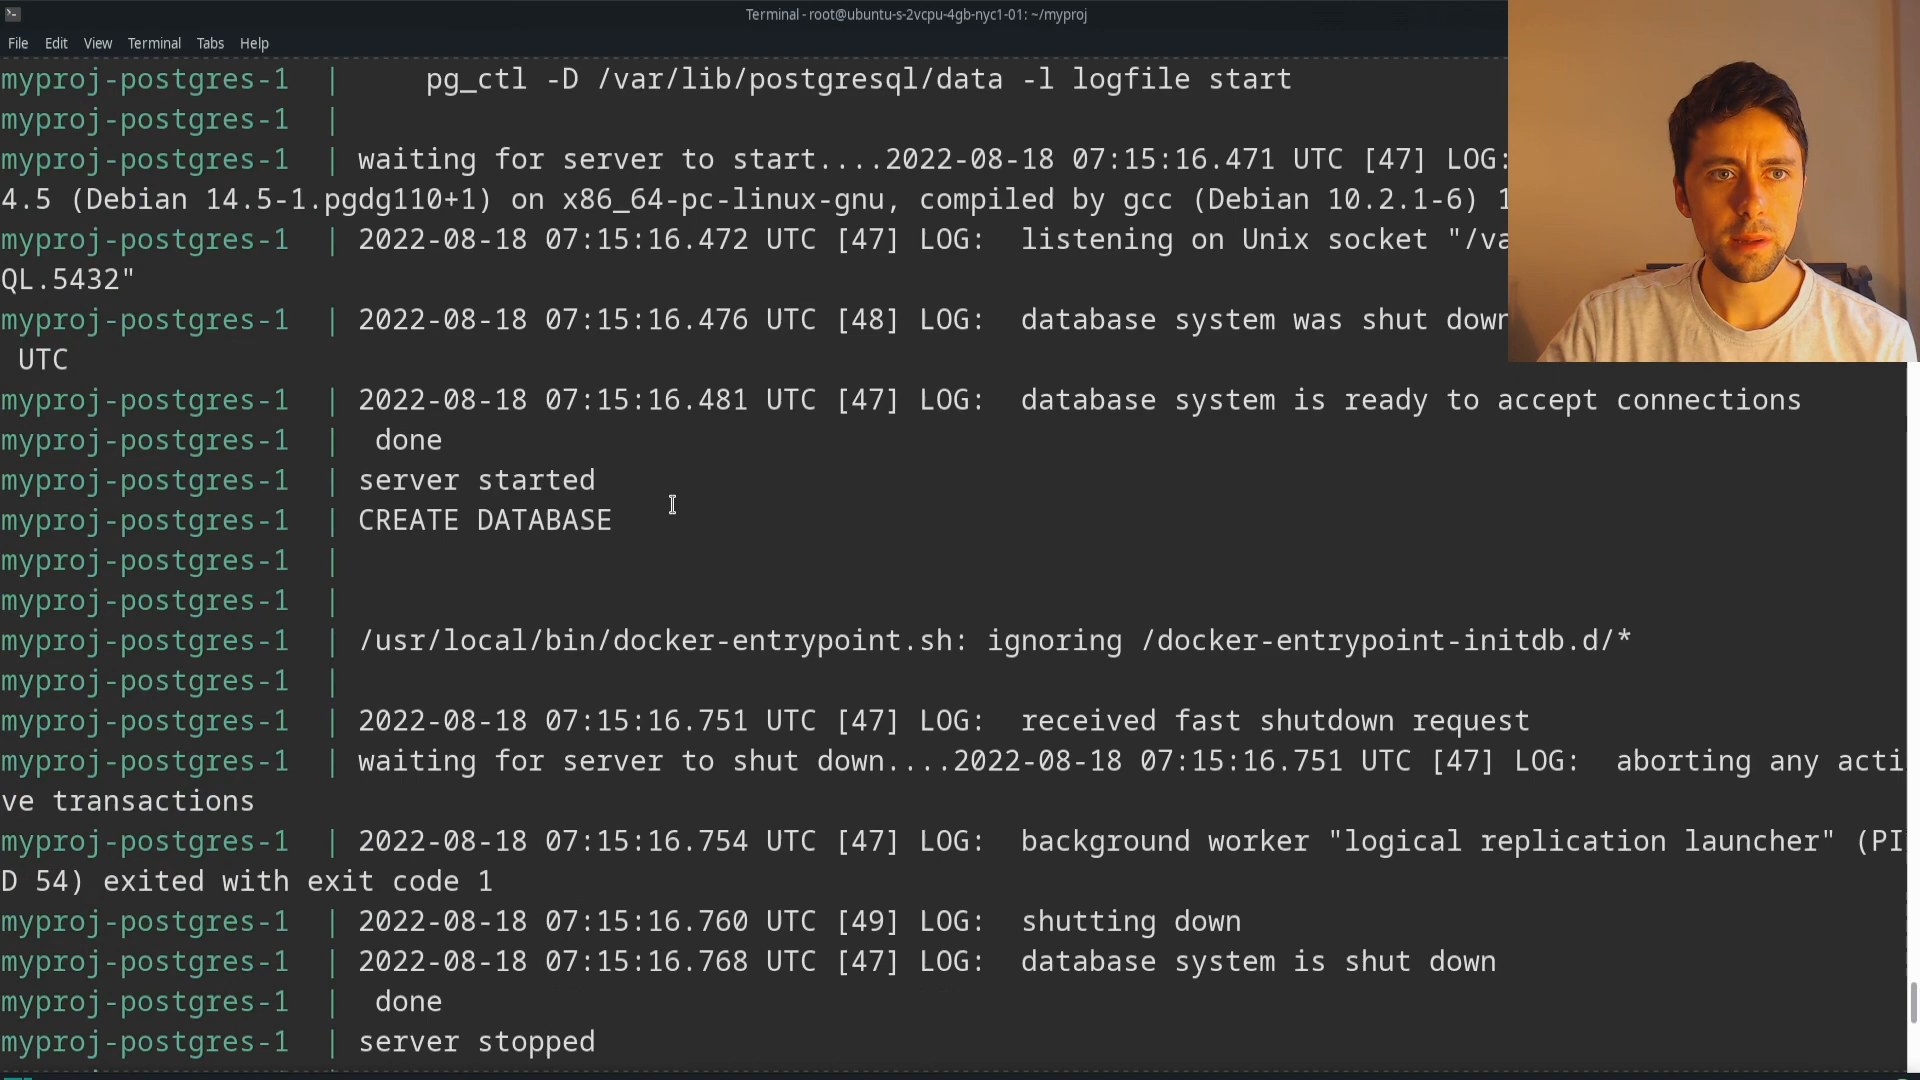 Terminal - root@ubuntu-s-2vcpu-4gb-nyc1-01: ~/myproj
File Edit View Terminal Tabs Help
myproj-postgres-1 | pg_ctl -D /var/lib/postgresql/data -l logfile start
myproj-postgres-1 |
myproj-postgres-1 | waiting for server to start....2022-08-18 07:15:16.471 UTC [47] LOG:
4.5 (Debian 14.5-1.pgdg110+1) on x86_64-pc-linux-gnu, compiled by gcc (Debian 10.2.1-6) 1
myproj-postgres-1 | 2022-08-18 07:15:16.472 UTC [47] LOG: listening on Unix socket "/va
QL.5432"
myproj-postgres-1 | 2022-08-18 07:15:16.476 UTC [48] LOG: database system was shut down
UTC
myproj-postgres-1 | 2022-08-18 07:15:16.481 UTC [47] LOG: database system is ready to accept connections
myproj-postgres-1 | done
myproj-postgres-1 | server started
myproj-postgres-1 | CREATE DATABASE
myproj-postgres-1 |
myproj-postgres-1 |
myproj-postgres-1 | /usr/local/bin/docker-entrypoint.sh: ignoring /docker-entrypoint-initdb.d/*
myproj-postgres-1 |
myproj-postgres-1 | 2022-08-18 07:15:16.751 UTC [47] LOG: received fast shutdown request
myproj-postgres-1 | waiting for server to shut down....2022-08-18 07:15:16.751 UTC [47] LOG: aborting any acti
ve transactions
myproj-postgres-1 | 2022-08-18 07:15:16.754 UTC [47] LOG: background worker "logical replication launcher" (PI
D 54) exited with exit code 1
myproj-postgres-1 | 2022-08-18 07:15:16.760 UTC [49] LOG: shutting down
myproj-postgres-1 | 2022-08-18 07:15:16.768 UTC [47] LOG: database system is shut down
myproj-postgres-1 | done
myproj-postgres-1 | server stopped